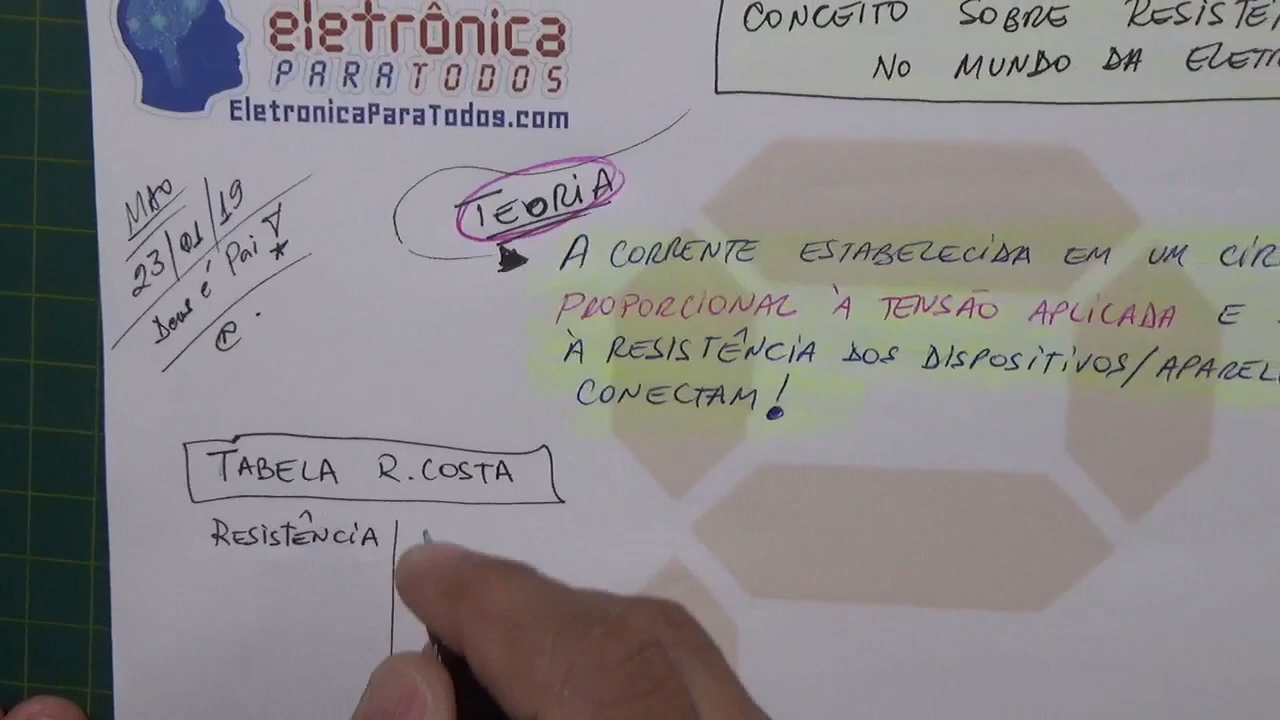 eletrônica
PARATODOS
EletronicaParaTodos.com
CONCEITO SOBRE
NO MUNDO DA
MAO
23/01/19
Deus é Pai
TEORIA
A CORRENTE ESTABELECIDA EM UM
PROPORCIONAL À TENSÃO APLICADA E
À RESISTÊNCIA DOS DISPOSITIVOS/
CONECTAM!
TABELA R.COSTA
RESISTÊNCIA